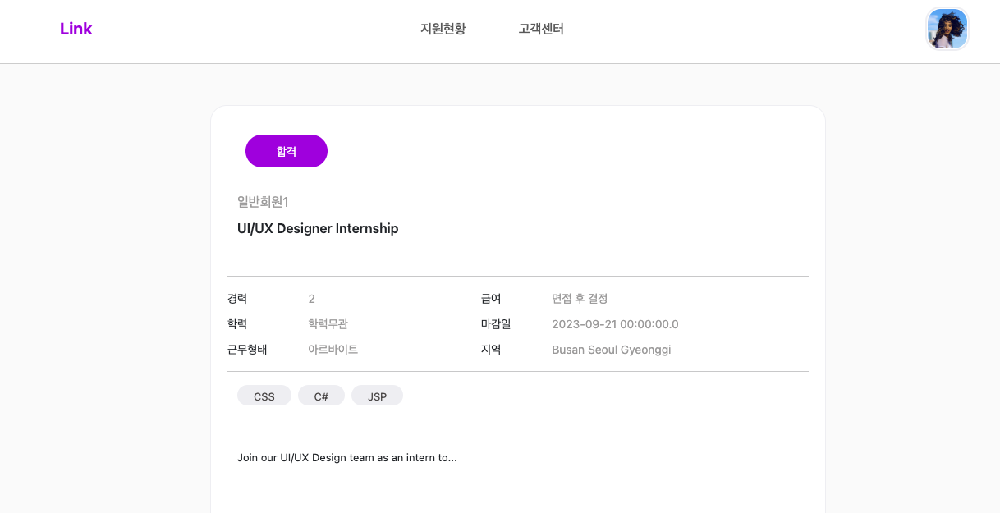 Link 지원현황 고객센터
합격
일반회원1
UI/UX Designer Internship
경력 2 급여 면접 후 결정
학력 학력무관 마감일 2023-09-21 00:00:00.0
근무형태 아르바이트 지역 Busan Seoul Gyeonggi
CSS C# JSP
Join our UI/UX Design team as an intern to...